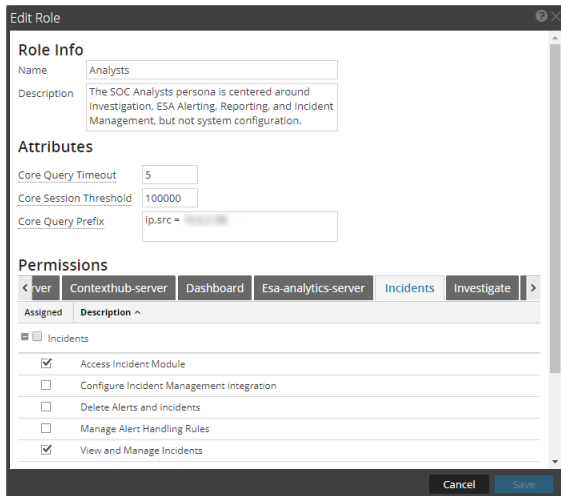 Edit Role
Role Info
Name Analysts
Description The SOC Analysts persona is centered around
Investigation, ESA Alerting, Reporting, and Incident
Management, but not system configuration.
Attributes
Core Query Timeout 5
Core Session Threshold 100000
Core Query Prefix ip.src =
Permissions
rver Contexthub-server Dashboard Esa-analytics-server Incidents Investigate
Assigned Description
Incidents
Access Incident Module
Configure Incident Management integration
Delete Alerts and incidents
Manage Alert Handling Rules
View and Manage Incidents
Cancel Save